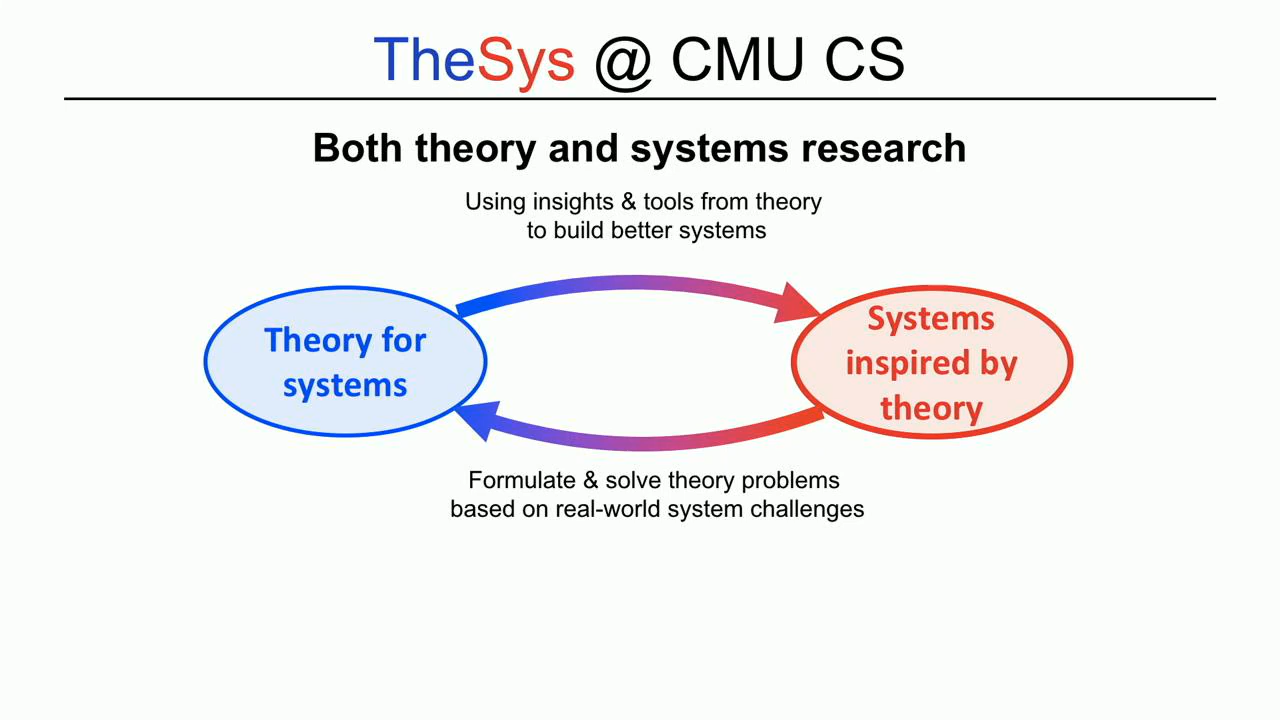 TheSys @ CMU CS
Both theory and systems research
Using insights & tools from theory
to build better systems
Theory for
systems
Systems
inspired by
theory
Formulate & solve theory problems
based on real-world system challenges